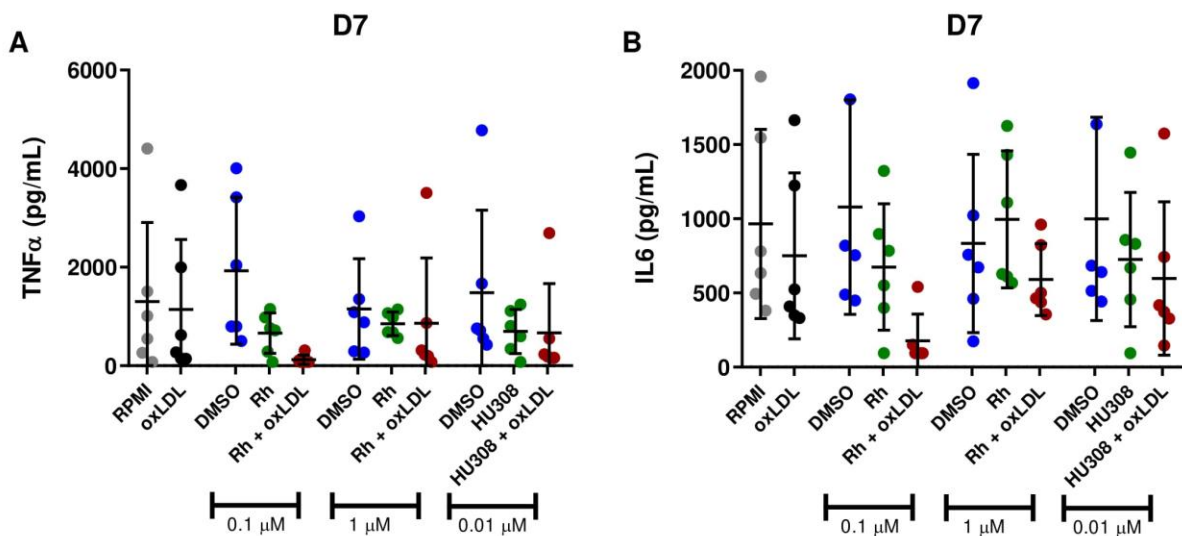 D7
A
TNFα (pg/mL)
6000
4000
2000
0
RPMI
oxLDL
DMSO
Rh
Rh + oxLDL
DMSO
Rh
Rh + oxLDL
DMSO
HU308
HU308 + oxLDL
0.1 μM
1 μM
0.01 μM
D7
B
IL6 (pg/mL)
2000
1500
1000
500
0
RPMI
oxLDL
DMSO
Rh
Rh + oxLDL
DMSO
Rh
Rh + oxLDL
DMSO
HU308
HU308 + oxLDL
0.1 μM
1 μM
0.01 μM